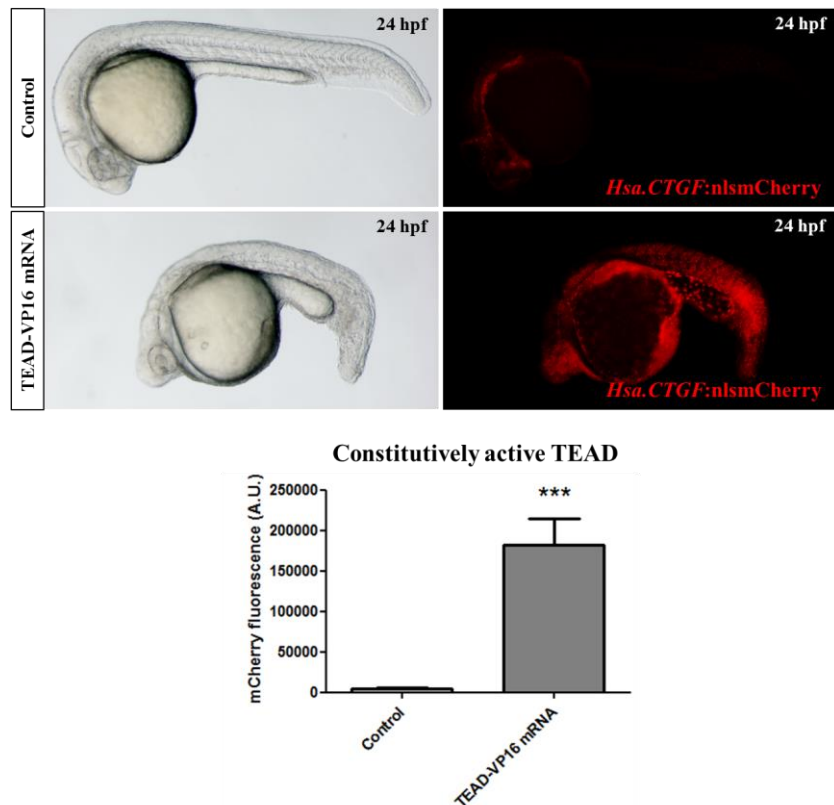 Control
24 hpf
24 hpf
Hsa.CTGF:nlsmCherry
TEAD-VP16 mRNA
24 hpf
24 hpf
Hsa.CTGF:nlsmCherry
Constitutively active TEAD
mCherry fluorescence (A.U.)
250000
200000
150000
100000
50000
0
***
Control
TEAD-VP16 mRNA